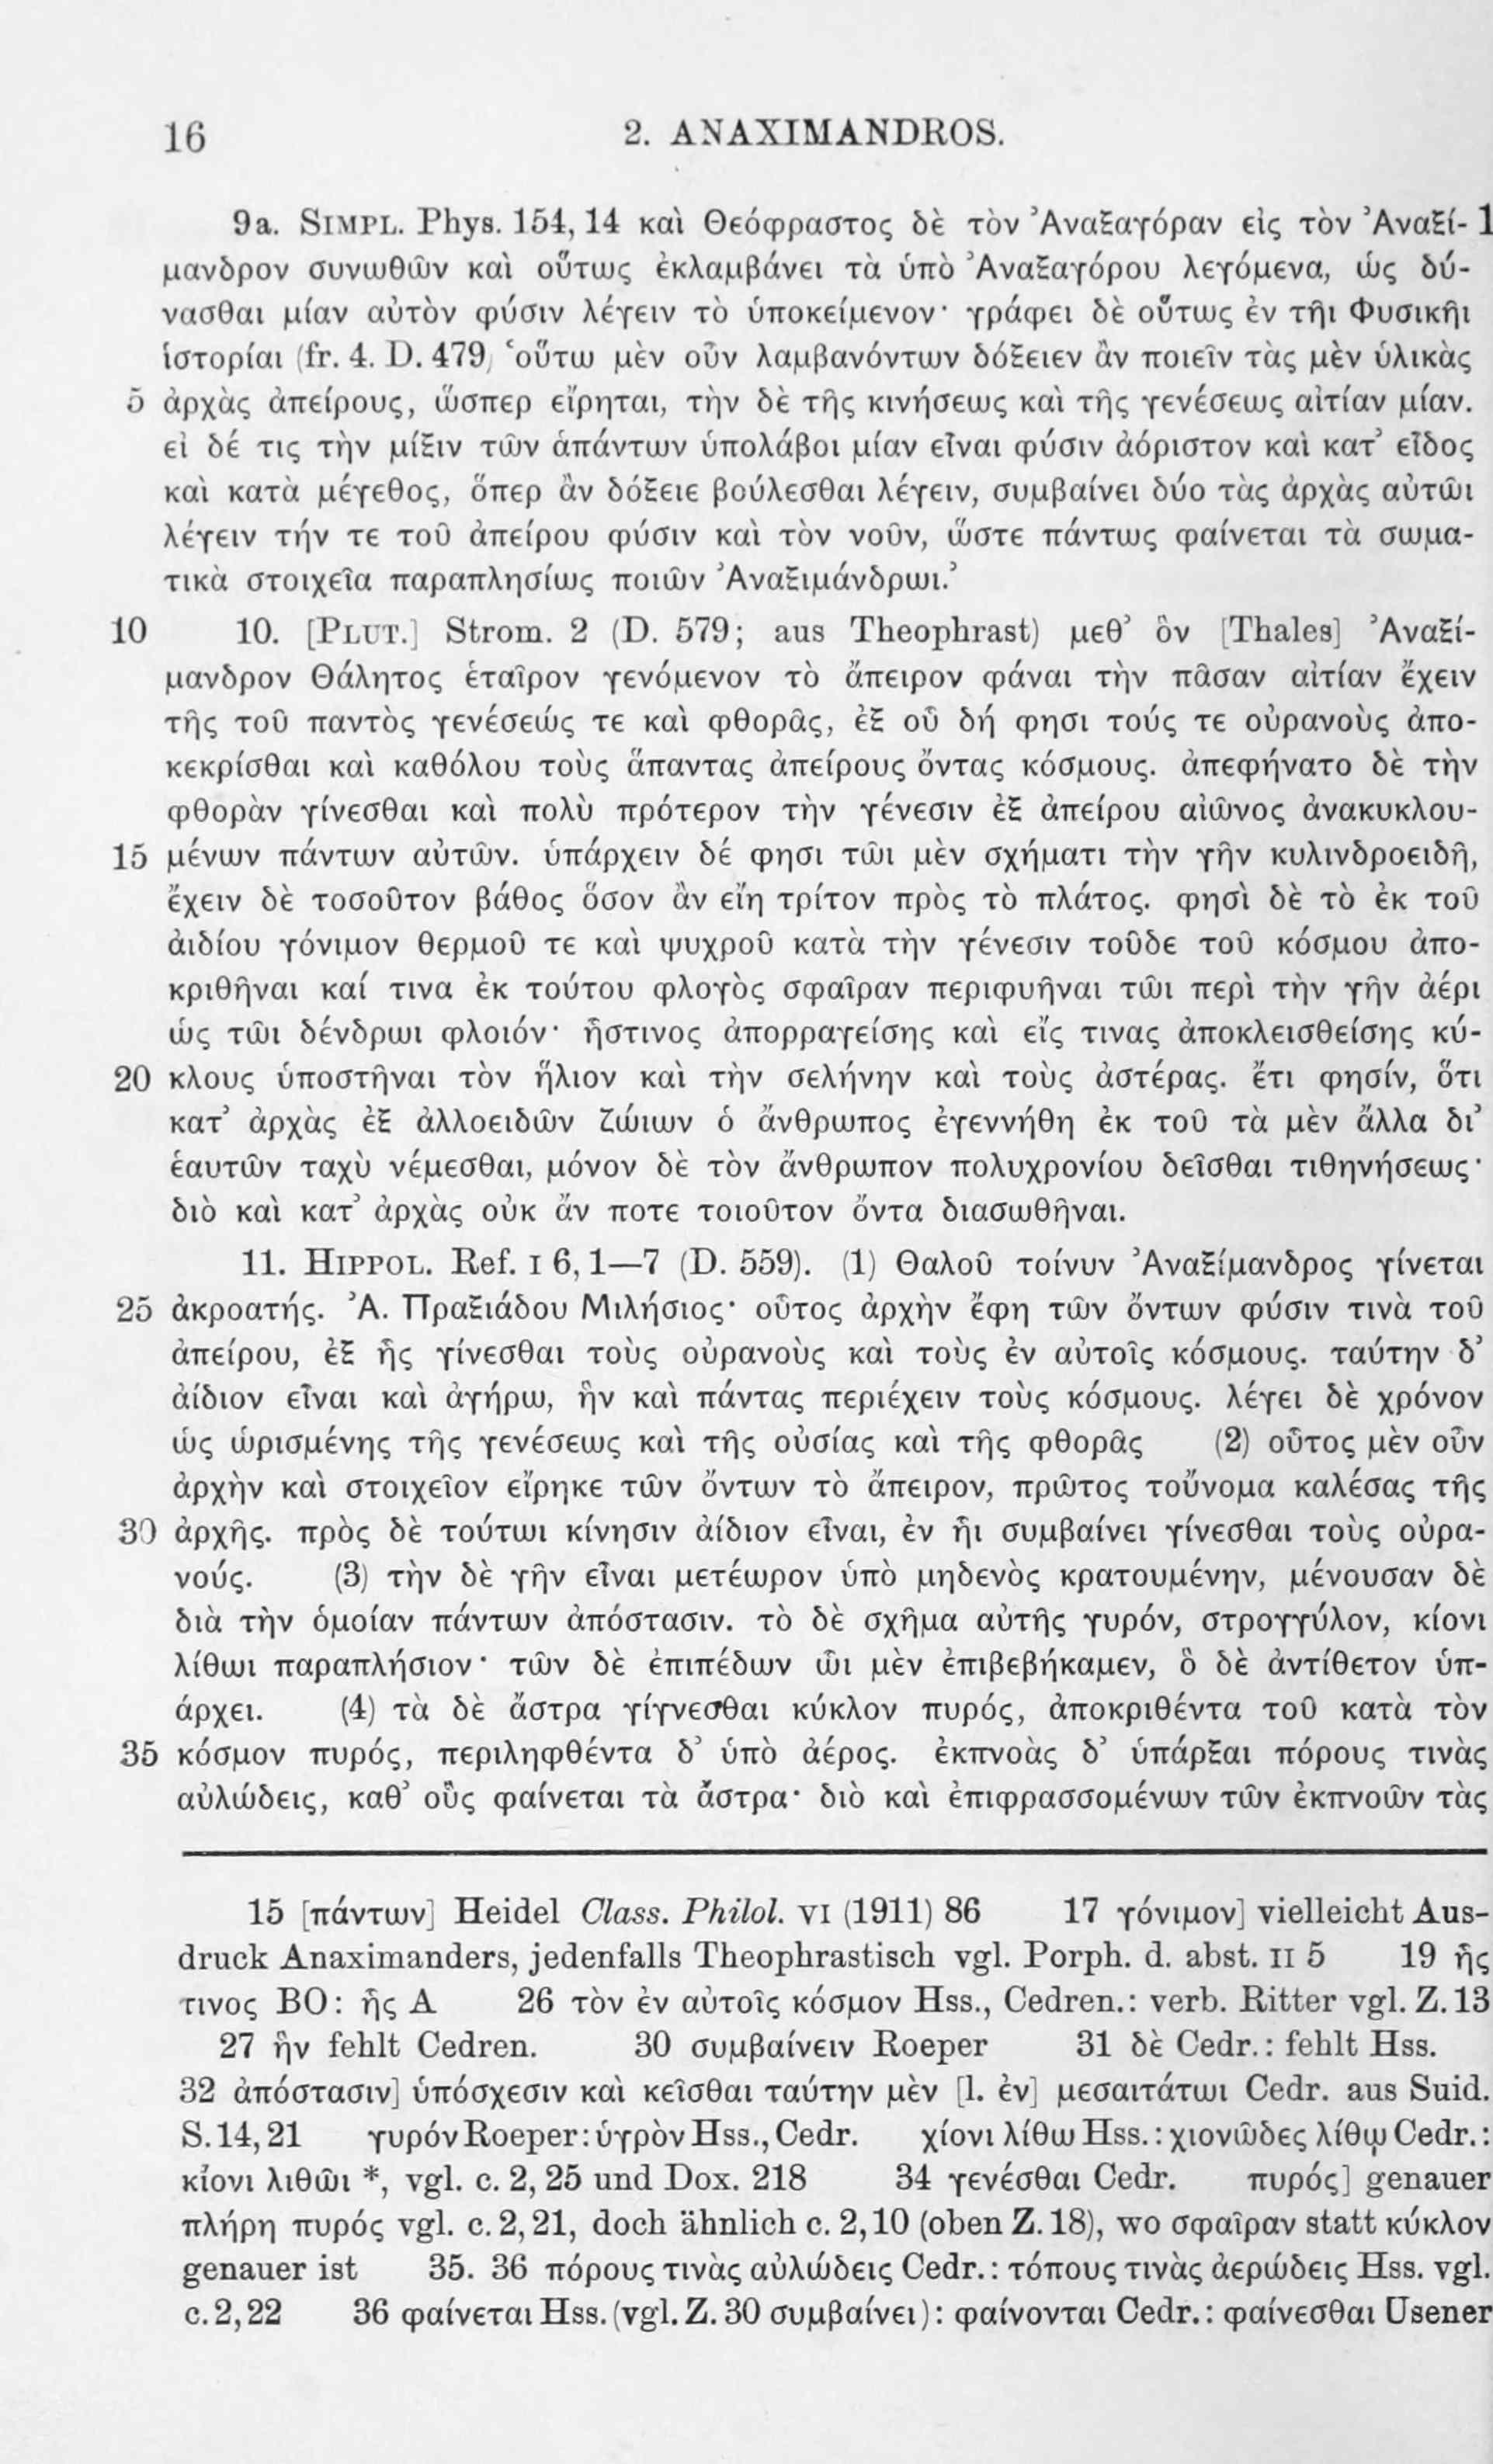 16 2. ANAXIMANDROS.
9a. SIMPL. Phys. 154, 14 καὶ Θεόφραστος δὲ τὸν Ἀναξαγόραν εἰς τὸν Ἀναξί- 1
μανδρον συνωθῶν καὶ οὕτως ἐκλαμβάνει τὰ ὑπὸ Ἀναξαγόρου λεγόμενα, ὡς δύ-
νασθαι μίαν αὐτὸν φύσιν λέγειν τὸ ὑποκείμενον· γράφει δὲ οὕτως ἐν τῆι Φυσικῆι
ἱστορίαι (fr. 4. D. 479) ‘οὕτω μὲν οὖν λαμβανόντων δόξειεν ἂν ποιεῖν τὰς μὲν ὑλικὰς
5 ἀρχὰς ἀπείρους, ὥσπερ εἴρηται, τὴν δὲ τῆς κινήσεως καὶ τῆς γενέσεως αἰτίαν μίαν.
εἰ δέ τις τὴν μίξιν τῶν ἁπάντων ὑπολάβοι μίαν εἶναι φύσιν ἀόριστον καὶ κατ’ εἶδος
καὶ κατὰ μέγεθος, ὅπερ ἂν δόξειε βούλεσθαι λέγειν, συμβαίνει δύο τὰς ἀρχὰς αὐτῶι
λέγειν τήν τε τοῦ ἀπείρου φύσιν καὶ τὸν νοῦν, ὥστε πάντως φαίνεται τὰ σωμα-
τικὰ στοιχεῖα παραπλησίως ποιῶν Ἀναξιμάνδρωι.’
10 10. [PLUT.] Strom. 2 (D. 579; aus Theophrast) μεθ’ ὃν [Thales] Ἀναξί-
μανδρον Θάλητος ἑταῖρον γενόμενον τὸ ἄπειρον φάναι τὴν πᾶσαν αἰτίαν ἔχειν
τῆς τοῦ παντὸς γενέσεώς τε καὶ φθορᾶς, ἐξ οὗ δή φησι τούς τε οὐρανοὺς ἀπο-
κεκρίσθαι καὶ καθόλου τοὺς ἅπαντας ἀπείρους ὄντας κόσμους. ἀπεφήνατο δὲ τὴν
φθορὰν γίνεσθαι καὶ πολὺ πρότερον τὴν γένεσιν ἐξ ἀπείρου αἰῶνος ἀνακυκλου-
15 μένων πάντων αὐτῶν. ὑπάρχειν δέ φησι τῶι μὲν σχήματι τὴν γῆν κυλινδροειδῆ,
ἔχειν δὲ τοσοῦτον βάθος ὅσον ἂν εἴη τρίτον πρὸς τὸ πλάτος. φησὶ δὲ τὸ ἐκ τοῦ
ἀιδίου γόνιμον θερμοῦ τε καὶ ψυχροῦ κατὰ τὴν γένεσιν τοῦδε τοῦ κόσμου ἀπο-
κριθῆναι καί τινα ἐκ τούτου φλογὸς σφαῖραν περιφυῆναι τῶι περὶ τὴν γῆν ἀέρι
ὡς τῶι δένδρωι φλοιόν· ἧστινος ἀπορραγείσης καὶ εἴς τινας ἀποκλεισθείσης κύ-
20 κλους ὑποστῆναι τὸν ἥλιον καὶ τὴν σελήνην καὶ τοὺς ἀστέρας. ἔτι φησίν, ὅτι
κατ’ ἀρχὰς ἐξ ἀλλοειδῶν ζώιων ὁ ἄνθρωπος ἐγεννήθη ἐκ τοῦ τὰ μὲν ἄλλα δι’
ἑαυτῶν ταχὺ νέμεσθαι, μόνον δὲ τὸν ἄνθρωπον πολυχρονίου δεῖσθαι τιθηνήσεως·
διὸ καὶ κατ’ ἀρχὰς οὐκ ἄν ποτε τοιοῦτον ὄντα διασωθῆναι.
11. HIPPOL. Ref. I 6, 1—7 (D. 559). (1) Θαλοῦ τοίνυν Ἀναξίμανδρος γίνεται
25 ἀκροατής. Ἀ. Πραξιάδου Μιλήσιος· οὗτος ἀρχὴν ἔφη τῶν ὄντων φύσιν τινὰ τοῦ
ἀπείρου, ἐξ ἧς γίνεσθαι τοὺς οὐρανοὺς καὶ τοὺς ἐν αὐτοῖς κόσμους. ταύτην δ’
ἀίδιον εἶναι καὶ ἀγήρω, ἣν καὶ πάντας περιέχειν τοὺς κόσμους. λέγει δὲ χρόνον
ὡς ὡρισμένης τῆς γενέσεως καὶ τῆς οὐσίας καὶ τῆς φθορᾶς (2) οὗτος μὲν οὖν
ἀρχὴν καὶ στοιχεῖον εἴρηκε τῶν ὄντων τὸ ἄπειρον, πρῶτος τοὔνομα καλέσας τῆς
30 ἀρχῆς. πρὸς δὲ τούτωι κίνησιν ἀίδιον εἶναι, ἐν ἧι συμβαίνει γίνεσθαι τοὺς οὐρα-
νούς. (3) τὴν δὲ γῆν εἶναι μετέωρον ὑπὸ μηδενὸς κρατουμένην, μένουσαν δὲ
διὰ τὴν ὁμοίαν πάντων ἀπόστασιν. τὸ δὲ σχῆμα αὐτῆς γυρόν, στρογγύλον, κίονι
λίθωι παραπλήσιον· τῶν δὲ ἐπιπέδων ὧι μὲν ἐπιβεβήκαμεν, ὃ δὲ ἀντίθετον ὑπ-
άρχει. (4) τὰ δὲ ἄστρα γίγνεσθαι κύκλον πυρός, ἀποκριθέντα τοῦ κατὰ τὸν
35 κόσμον πυρός, περιληφθέντα δ’ ὑπὸ ἀέρος. ἐκπνοὰς δ’ ὑπάρξαι πόρους τινὰς
αὐλώδεις, καθ’ οὓς φαίνεται τὰ ἄστρα· διὸ καὶ ἐπιφρασσομένων τῶν ἐκπνοῶν τὰς
15 [πάντων] Heidel Class. Philol. VI (1911) 86 17 γόνιμον] vielleicht Aus-
druck Anaximanders, jedenfalls Theophrastisch vgl. Porph. d. abst. II 5 19 ἧς
τινος BO: ἧς A 26 τὸν ἐν αὐτοῖς κόσμον Hss., Cedren.: verb. Ritter vgl. Z. 13
27 ἣν fehlt Cedren. 30 συμβαίνειν Roeper 31 δὲ Cedr.: fehlt Hss.
32 ἀπόστασιν] ὑπόσχεσιν καὶ κεῖσθαι ταύτην μὲν [l. ἐν] μεσαιτάτωι Cedr. aus Suid.
S. 14, 21 γυρόν Roeper: ὑγρὸν Hss., Cedr. χίονι λίθω Hss.: χιονῶδες λίθῳ Cedr.:
κίονι λιθῶι *, vgl. c. 2, 25 und Dox. 218 34 γενέσθαι Cedr. πυρός] genauer
πλήρη πυρός vgl. c. 2, 21, doch ähnlich c. 2, 10 (oben Z. 18), wo σφαῖραν statt κύκλον
genauer ist 35. 36 πόρους τινὰς αὐλώδεις Cedr.: τόπους τινὰς ἀερώδεις Hss. vgl.
c. 2, 22 36 φαίνεται Hss. (vgl. Z. 30 συμβαίνει): φαίνονται Cedr.: φαίνεσθαι Usener